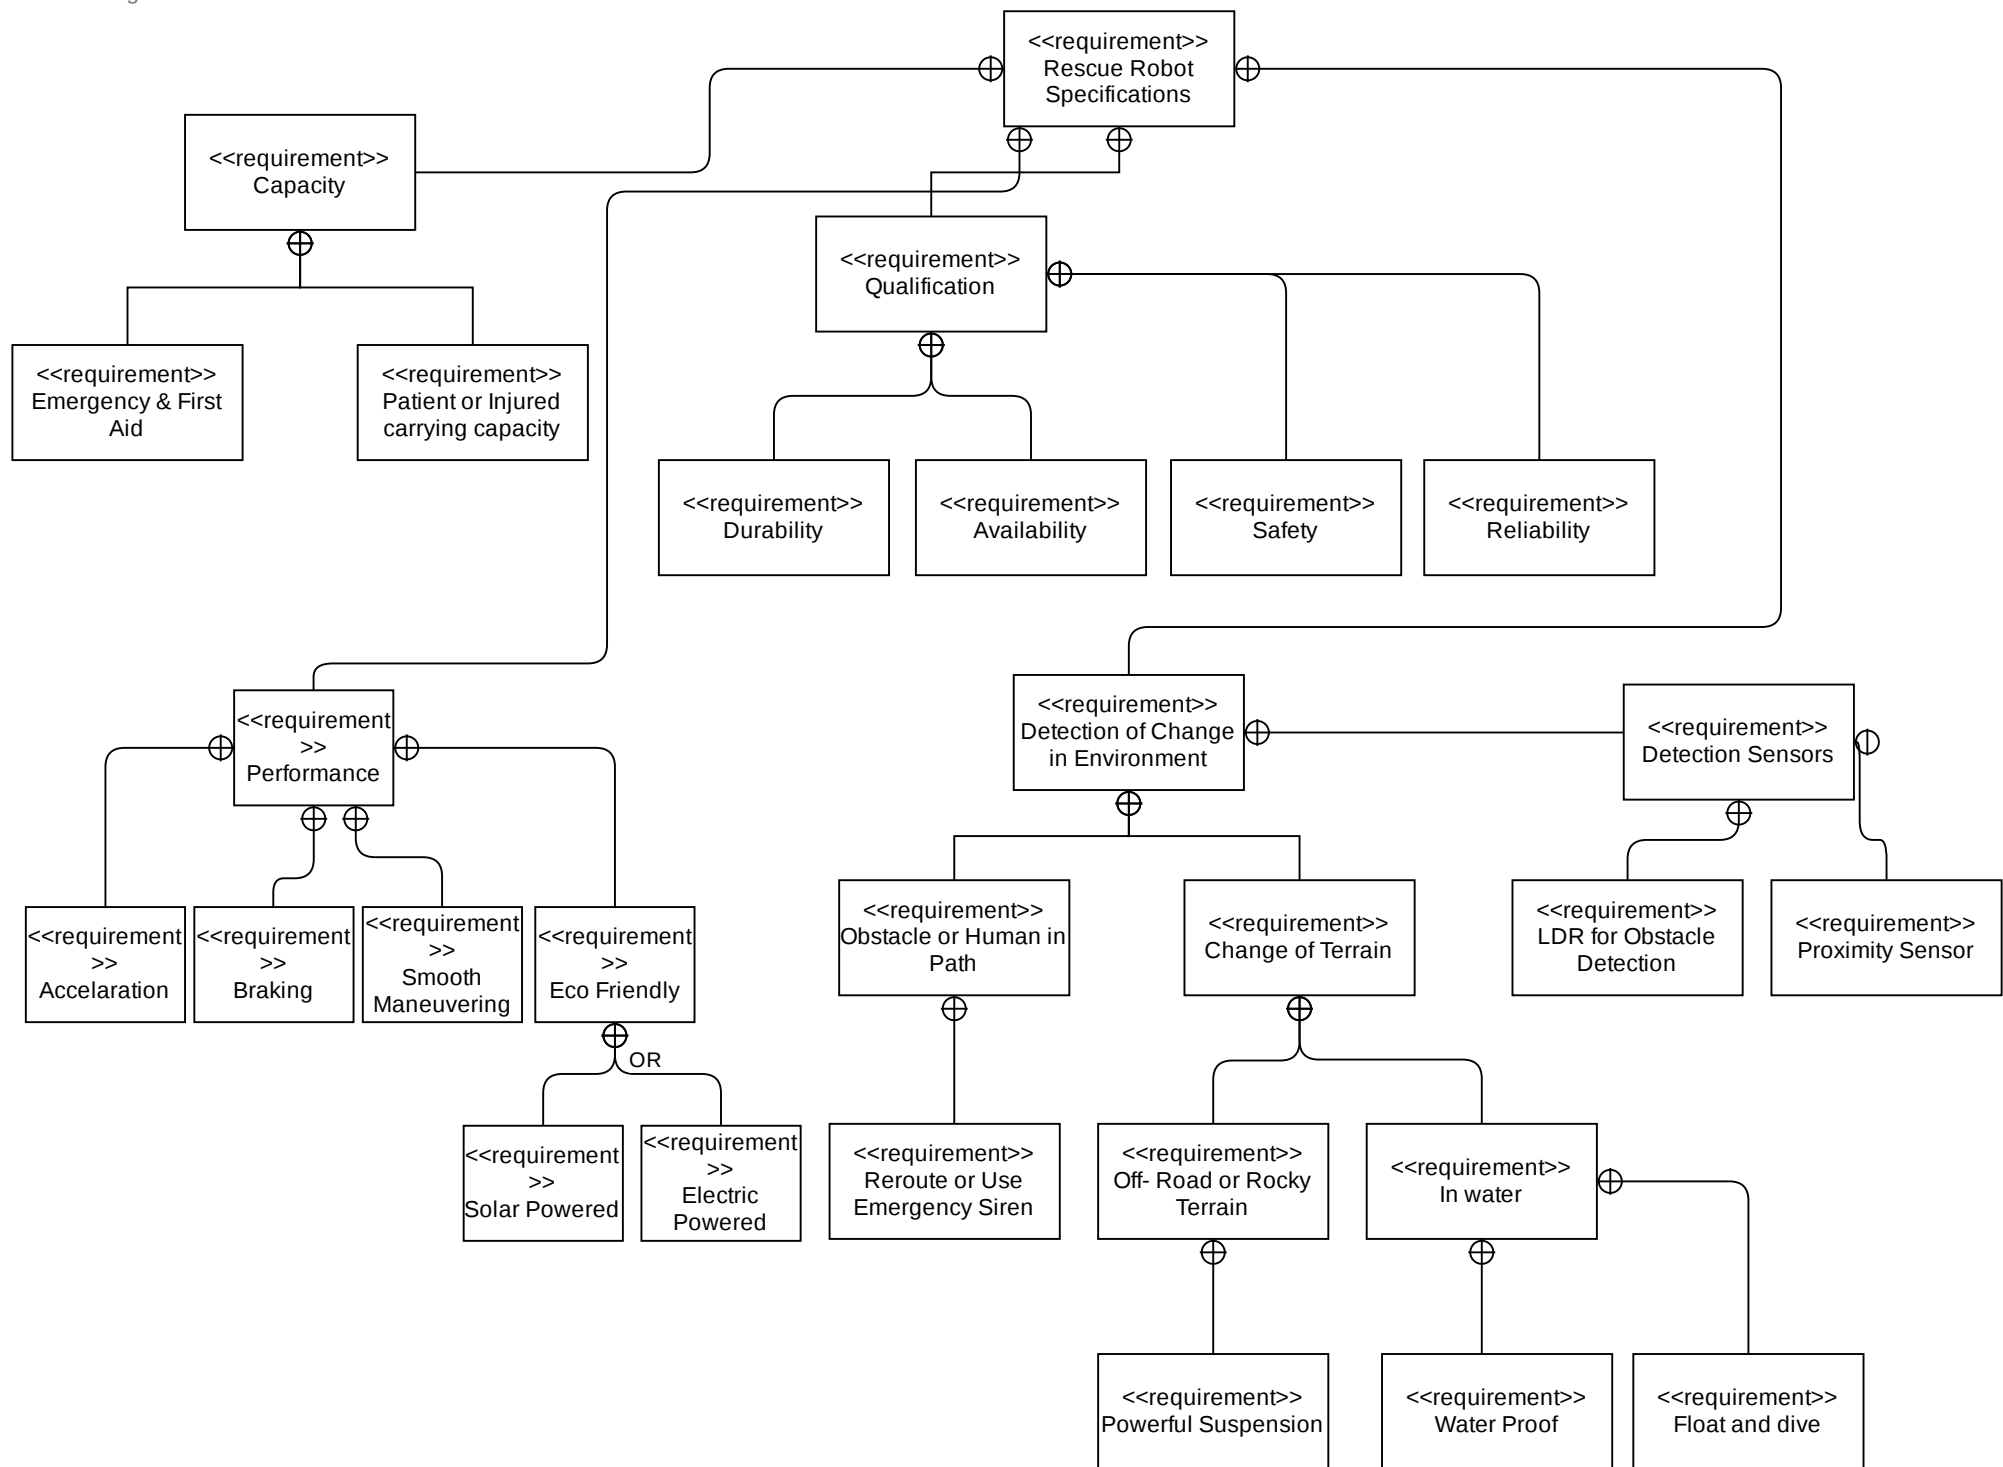 <<requirement>>
Rescue Robot
Specifications
<<requirement>>
Capacity
<<requirement>>
Qualification
<<requirement>>
Emergency & First
Aid
<<requirement>>
Patient or Injured
carrying capacity
<<requirement>>
Durability
<<requirement>>
Availability
<<requirement>>
Safety
<<requirement>>
Reliability
<<requirement
>>
Performance
<<requirement>>
Detection of Change
in Environment
<<requirement>>
Detection Sensors
<<requirement
>>
Accelaration
<<requirement
>>
Braking
<<requirement
>>
Smooth
Maneuvering
<<requirement
>>
Eco Friendly
<<requirement>>
Obstacle or Human in
Path
<<requirement>>
Change of Terrain
<<requirement>>
LDR for Obstacle
Detection
<<requirement>>
Proximity Sensor
OR
<<requirement
>>
Solar Powered
<<requirement
>>
Electric
Powered
<<requirement>>
Reroute or Use
Emergency Siren
<<requirement>>
Off- Road or Rocky
Terrain
<<requirement>>
In water
<<requirement>>
Powerful Suspension
<<requirement>>
Water Proof
<<requirement>>
Float and dive